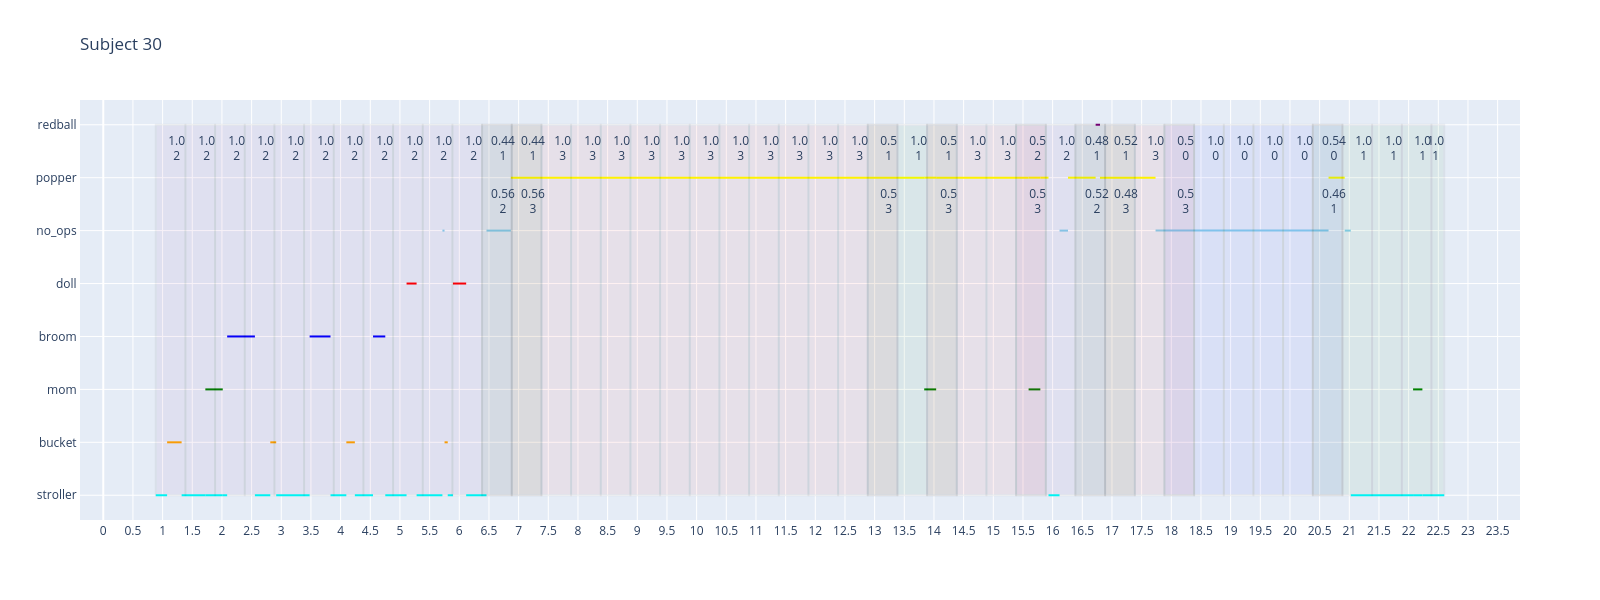 Subject 30
redball
1.0 1.0 1.0 1.0 1.0 1.0 1.0 1.0 1.0 1.0 1.0 0.44 0.44 1.0 1.0 1.0 1.0 1.0 1.0 1.0 1.0 1.0 1.0 1.0 0.5 1.0 0.5 1.0 1.0 0.5 1.0 0.48 0.52 1.0 0.5 1.0 1.0 1.0 1.0 0.54 1.0 1.0 1.0 1.0
2 2 2 2 2 2 2 2 2 2 2 1 1 3 3 3 3 3 3 3 3 3 3 3 1 1 1 3 3 2 2 1 1 3 0 0 0 0 0 0 1 1 1 1
popper
0.56 0.56 0.5 0.5 0.5 0.52 0.48 0.5 0.46
2 3 3 3 3 2 3 3 1
no_ops
doll
broom
mom
bucket
stroller
0 0.5 1 1.5 2 2.5 3 3.5 4 4.5 5 5.5 6 6.5 7 7.5 8 8.5 9 9.5 10 10.5 11 11.5 12 12.5 13 13.5 14 14.5 15 15.5 16 16.5 17 17.5 18 18.5 19 19.5 20 20.5 21 21.5 22 22.5 23 23.5